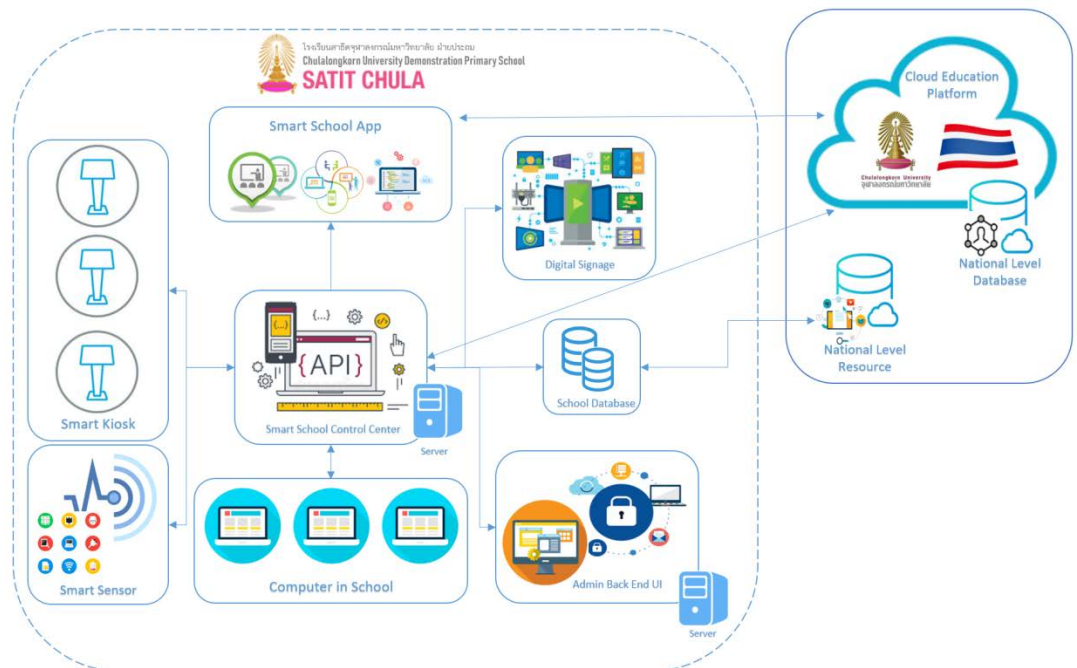 โรงเรียนสาธิตจุฬาลงกรณ์มหาวิทยาลัย ฝ่ายประถม
Chulalongkorn University Demonstration Primary School
SATIT CHULA
Smart School App
Cloud Education
Platform
Chulalongkorn University
จุฬาลงกรณ์มหาวิทยาลัย
National Level
Database
National Level
Resource
Digital Signage
Smart Kiosk
{...}
{...}
</>
{API}
Smart School Control Center
Server
School Database
Smart Sensor
Computer in School
Admin Back End UI
Server